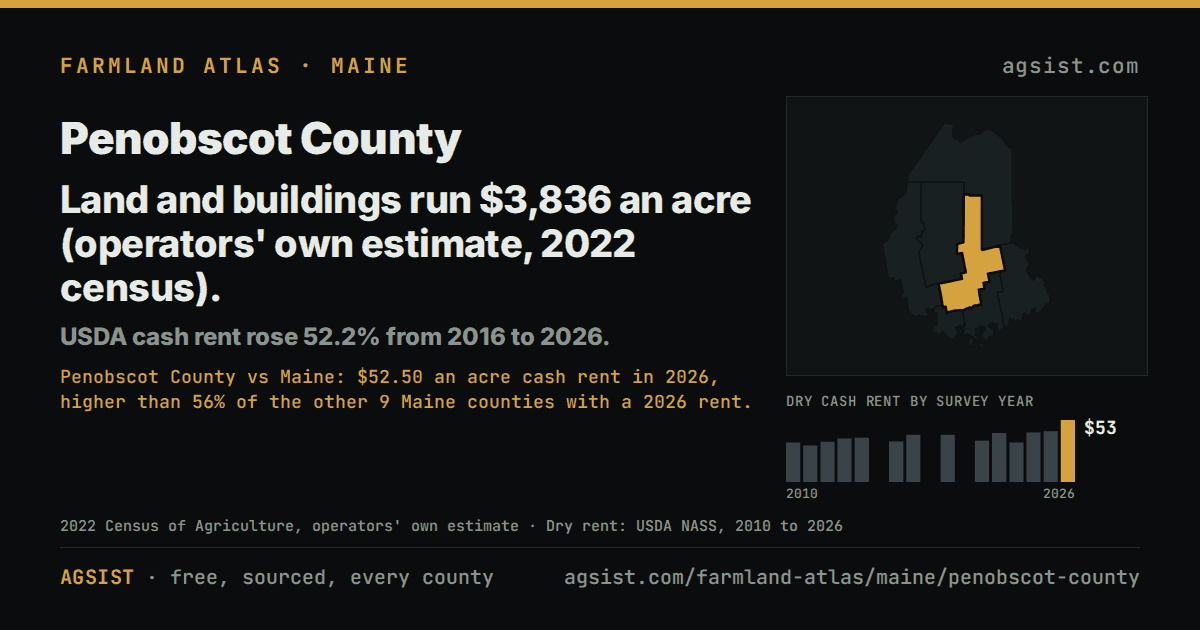 FARMLAND ATLAS · MAINE
agsist.com
Penobscot County
Land and buildings run $3,836 an acre
(operators' own estimate, 2022
census).
USDA cash rent rose 52.2% from 2016 to 2026.
Penobscot County vs Maine: $52.50 an acre cash rent in 2026,
higher than 56% of the other 9 Maine counties with a 2026 rent.
DRY CASH RENT BY SURVEY YEAR
$53
2010
2026
2022 Census of Agriculture, operators' own estimate · Dry rent: USDA NASS, 2010 to 2026
AGSIST · free, sourced, every county
agsist.com/farmland-atlas/maine/penobscot-county